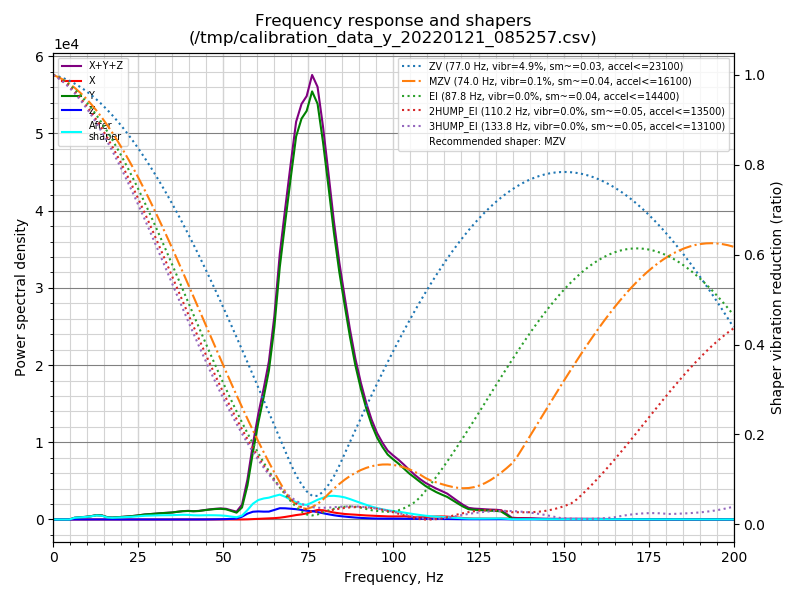 Frequency response and shapers
(/tmp/calibration_data_y_20220121_085257.csv)
1e4
X+Y+Z
X
Y
Z
After
shaper
ZV (77.0 Hz, vibr=4.9%, sm~=0.03, accel<=23100)
MZV (74.0 Hz, vibr=0.1%, sm~=0.04, accel<=16100)
EI (87.8 Hz, vibr=0.0%, sm~=0.04, accel<=14400)
2HUMP_EI (110.2 Hz, vibr=0.0%, sm~=0.05, accel<=13500)
3HUMP_EI (133.8 Hz, vibr=0.0%, sm~=0.05, accel<=13100)
Recommended shaper: MZV
6
5
4
3
2
1
0
Power spectral density
1.0
0.8
0.6
0.4
0.2
0.0
Shaper vibration reduction (ratio)
0 25 50 75 100 125 150 175 200
Frequency, Hz